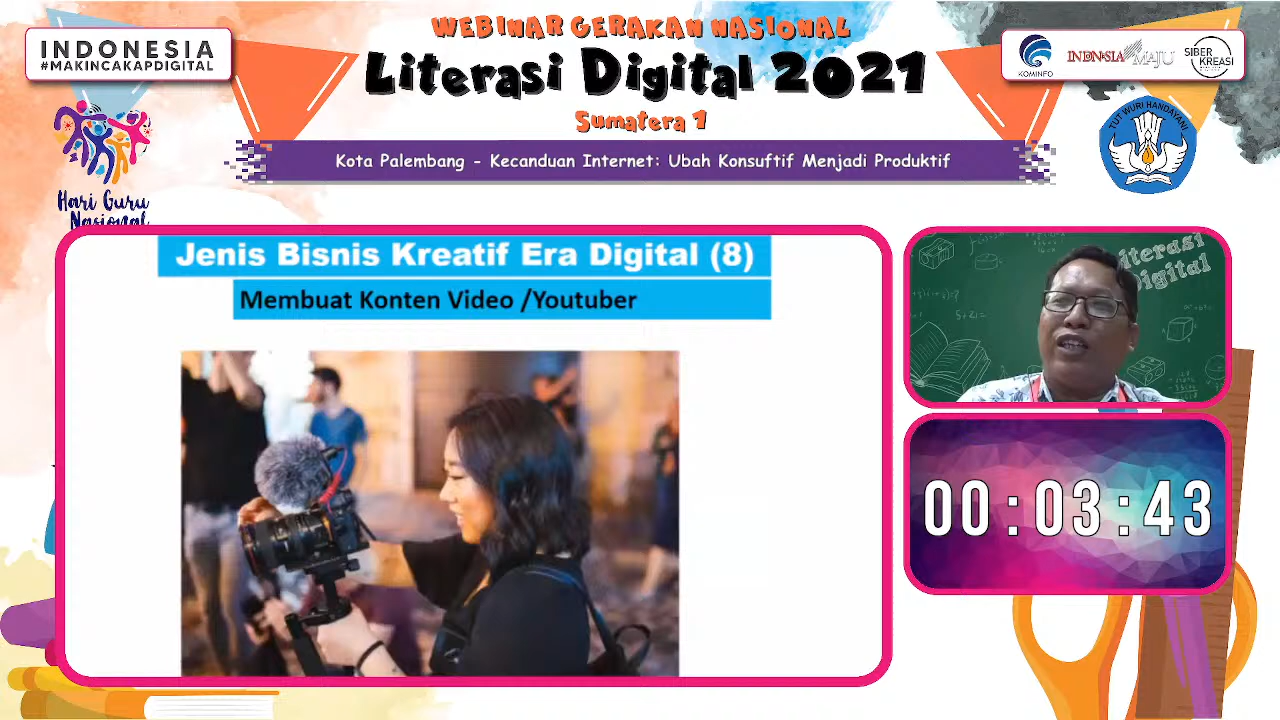 WEBINAR GERAKAN NASIONAL
Literasi Digital 2021
Sumatera 1
INDONESIA
#MAKINCAKAPDIGITAL
KOMINFO
INDONESIA MAJU
SIBER
KREASI
Kota Palembang - Kecanduan Internet: Ubah Konsuftif Menjadi Produktif
TUT WURI HANDAYANI
Hari Guru
Nasional
Jenis Bisnis Kreatif Era Digital (8)
Membuat Konten Video /Youtuber
Literasi
Digital
00:03:43